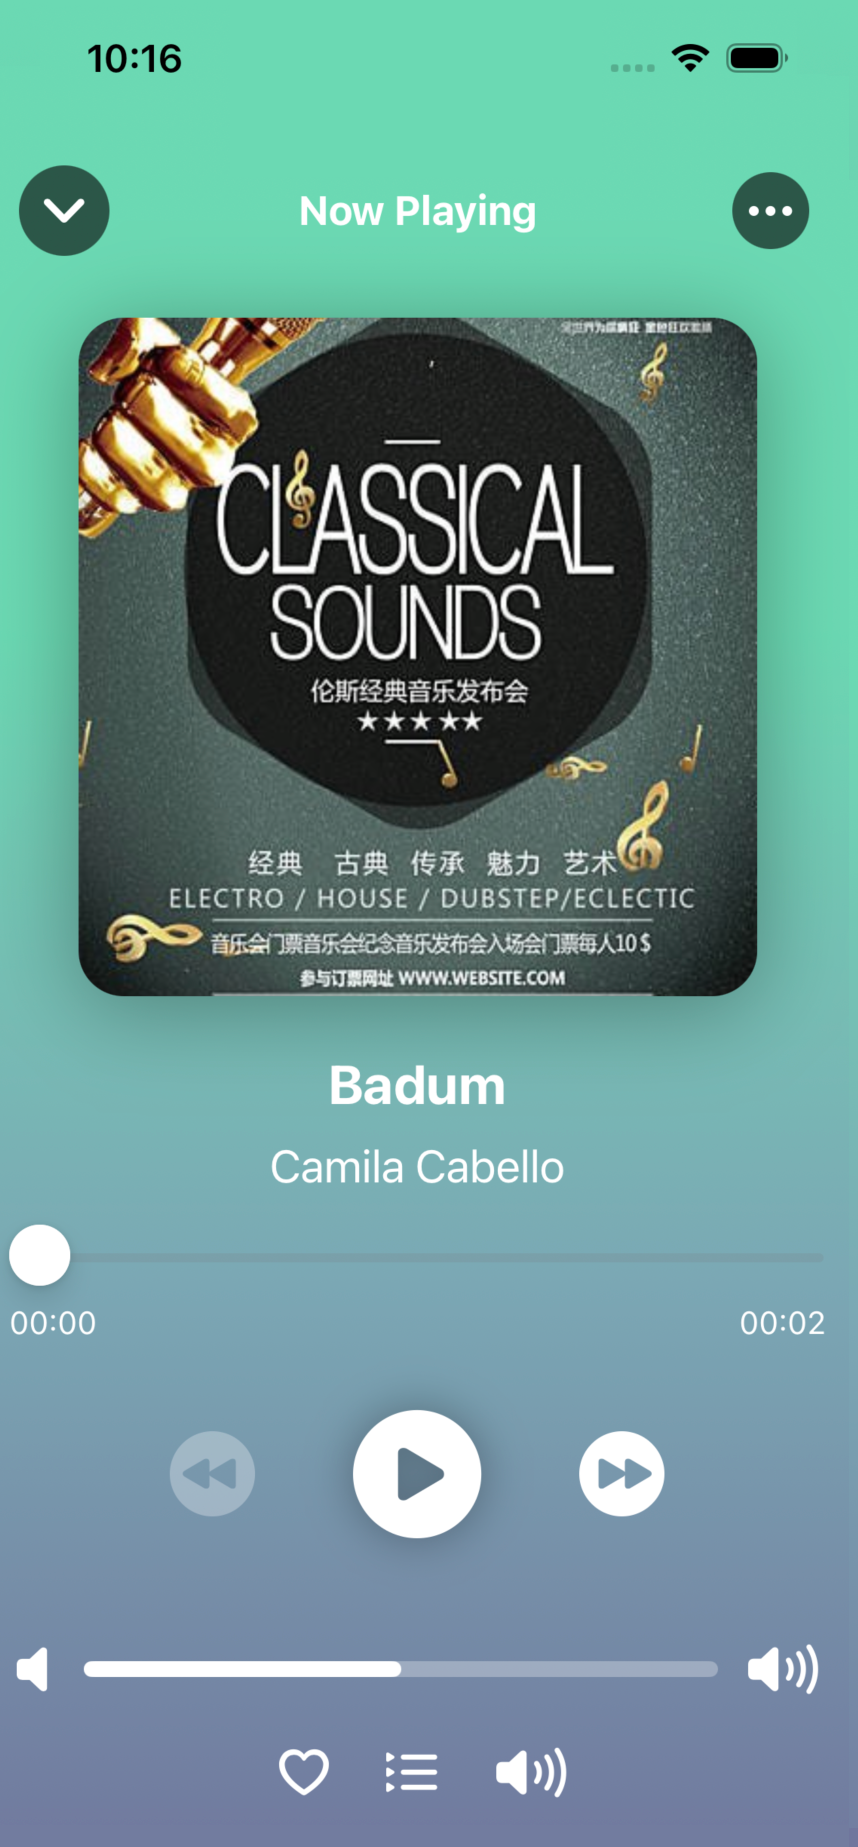 10:16
Now Playing
CLASSICAL
SOUNDS
伦斯经典音乐发布会
★★★★★
经典 古典 传承 魅力 艺术
ELECTRO / HOUSE / DUBSTEP/ECLECTIC
音乐会门票音乐会纪念音乐发布会入场会门票每人10$
参与订票网址 WWW.WEBSITE.COM
Badum
Camila Cabello
00:00 00:02